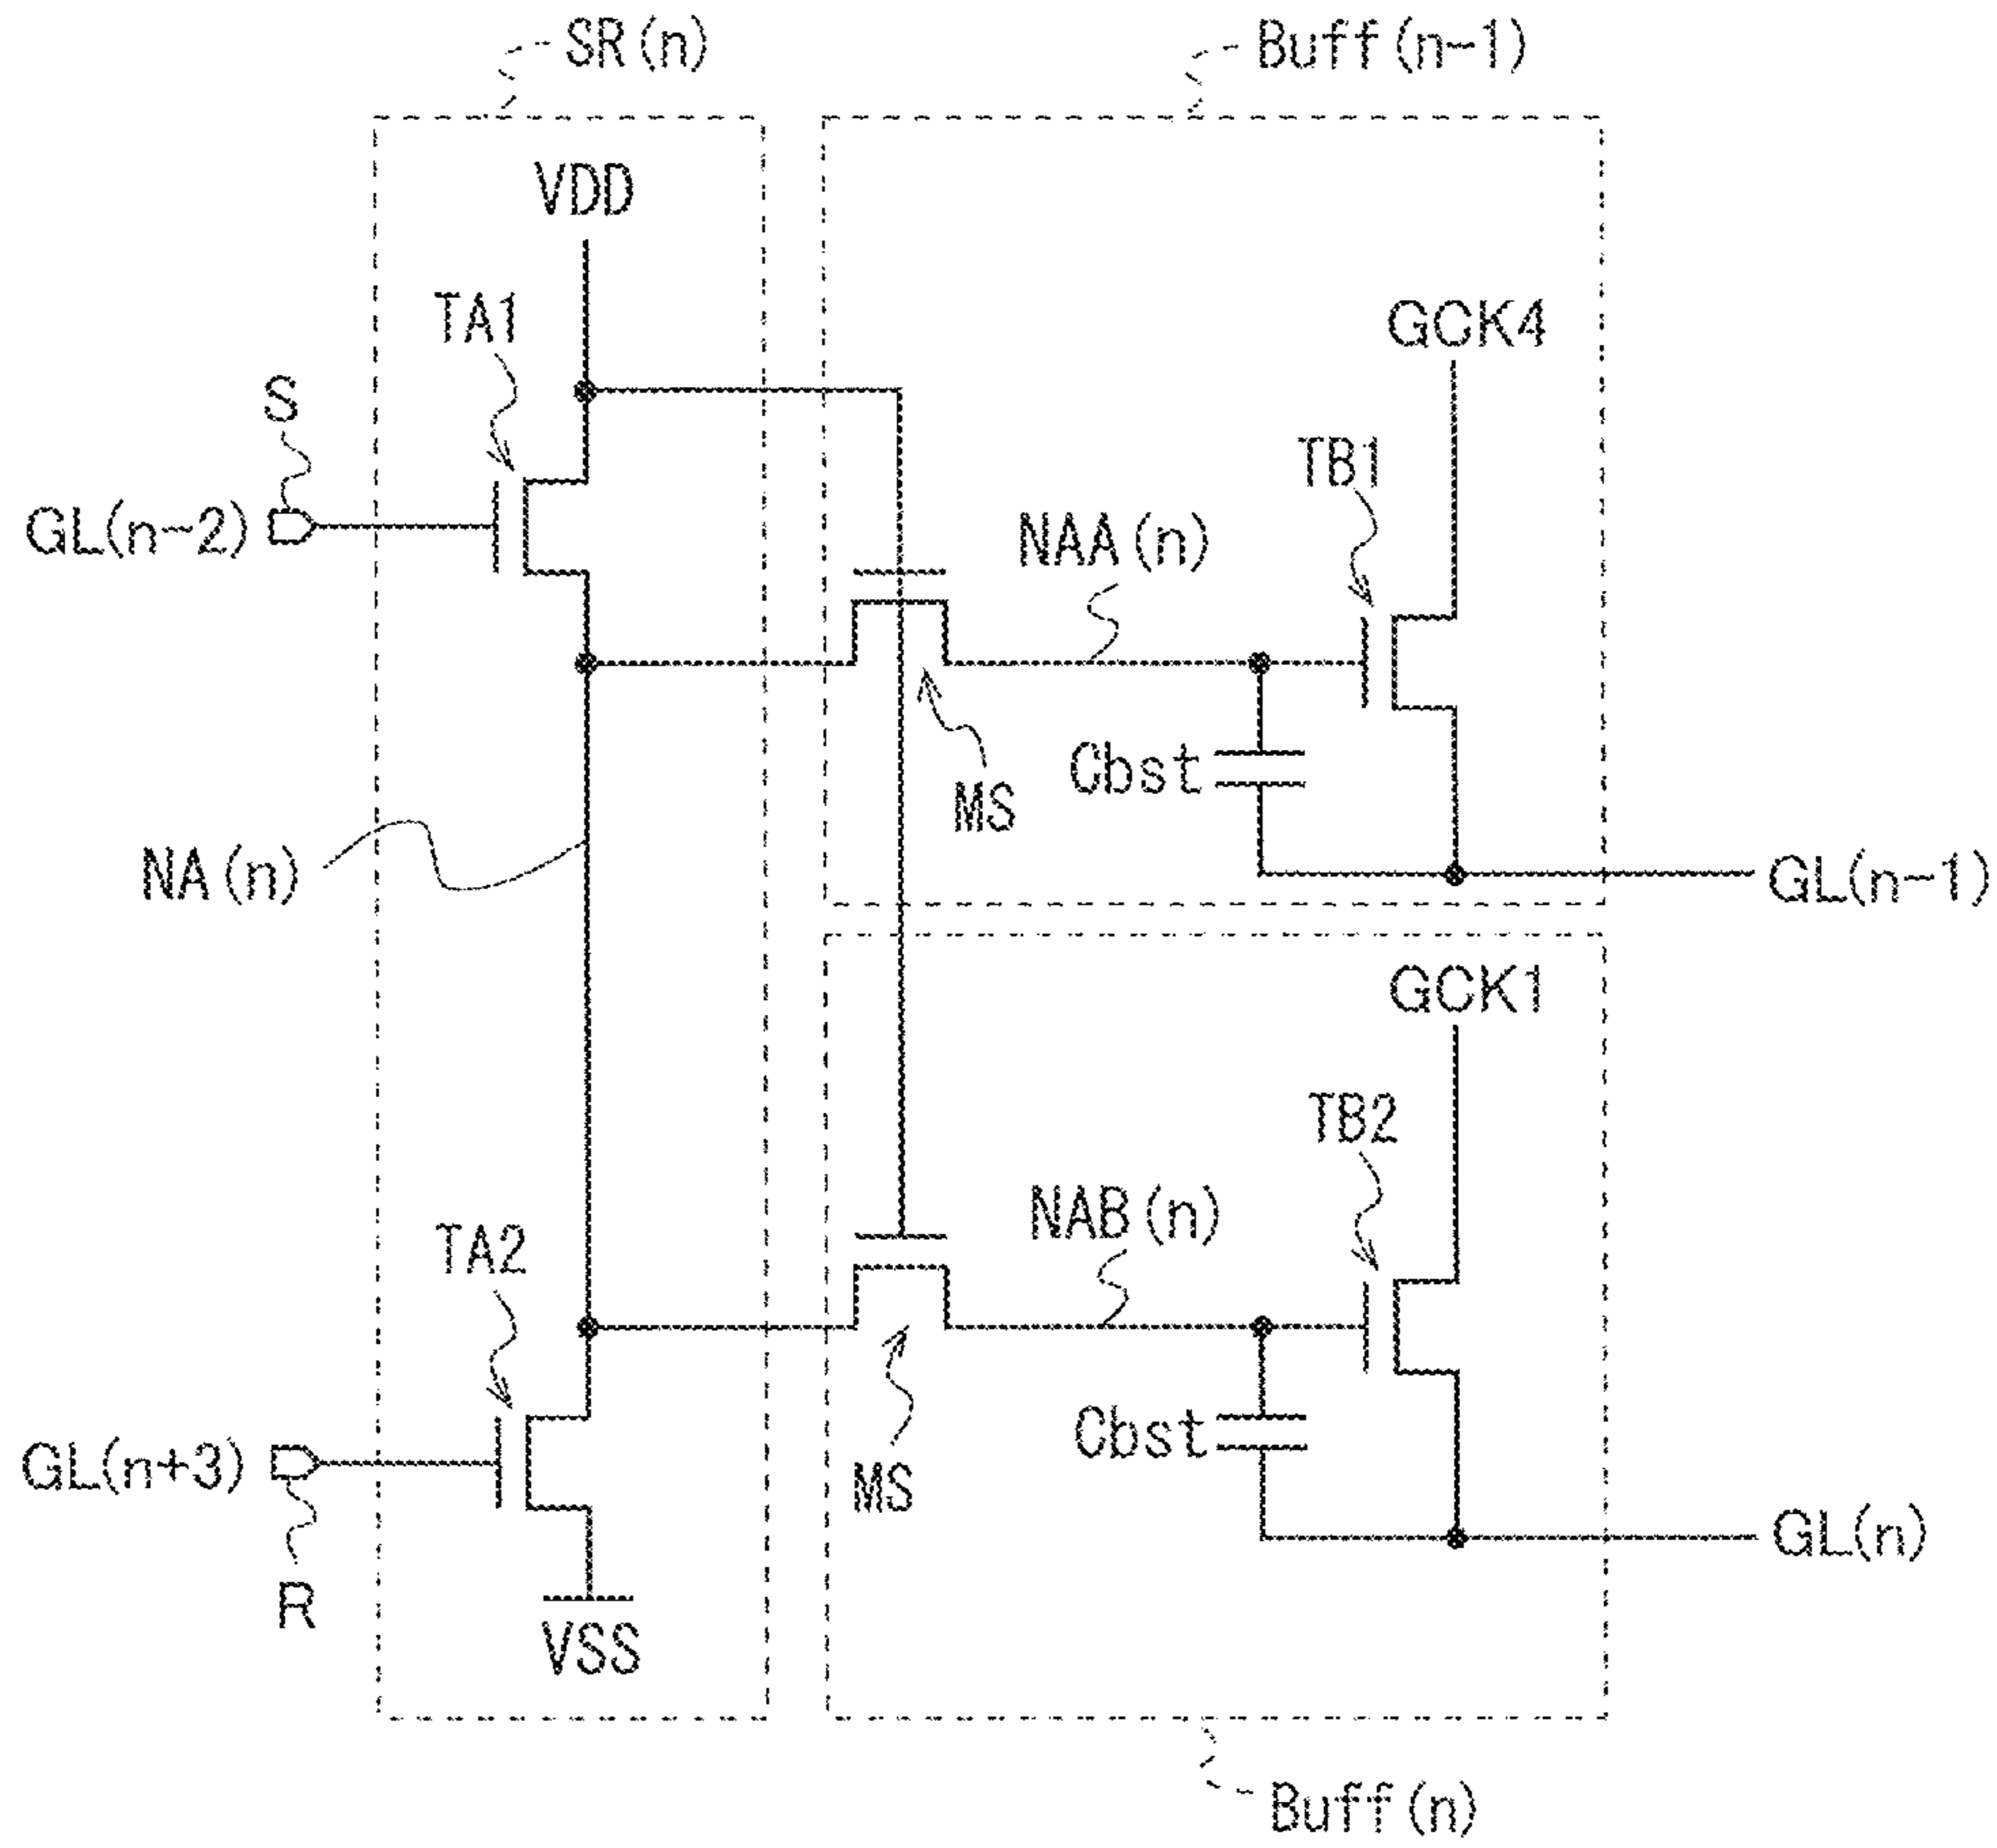 SR(n)
Buff(n-1)
VDD
TA1
GCK4
S
TB1
GL(n-2)
NAA(n)
Cbst
MS
NA(n)
GL(n-1)
GCK1
TB2
NAB(n)
TA2
Cbst
GL(n+3)
MS
GL(n)
R
VSS
Buff(n)